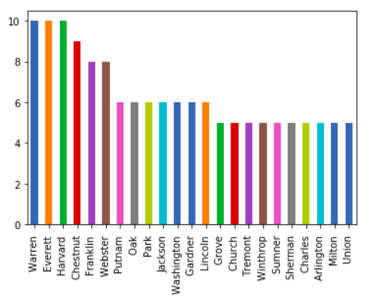 10
8
6
4
2
0
Warren
Everett
Harvard
Chestnut
Franklin
Webster
Putnam
Oak
Park
Jackson
Washington
Gardner
Lincoln
Grove
Church
Tremont
Winthrop
Sumner
Sherman
Charles
Arlington
Milton
Union